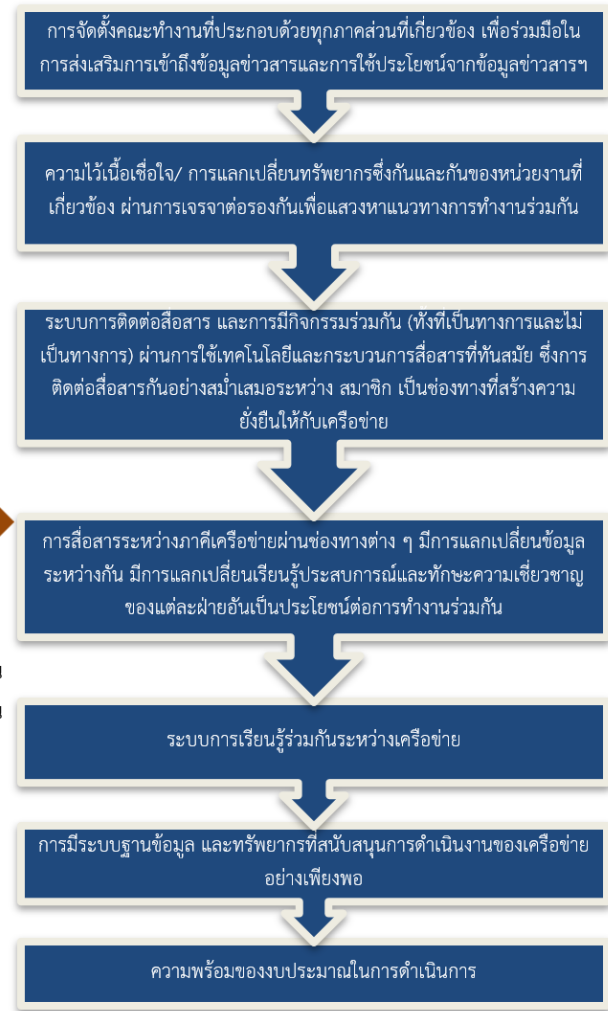 การจัดตั้งคณะทำงานที่ประกอบด้วยทุกภาคส่วนที่เกี่ยวข้อง เพื่อร่วมมือใน
การส่งเสริมการเข้าถึงข้อมูลข่าวสารและการใช้ประโยชน์จากข้อมูลข่าวสารฯ
ความไว้เนื้อเชื่อใจ/ การแลกเปลี่ยนทรัพยากรซึ่งกันและกันของหน่วยงานที่
เกี่ยวข้อง ผ่านการเจรจาต่อรองกันเพื่อแสวงหาแนวทางการทำงานร่วมกัน
ระบบการติดต่อสื่อสาร และการมีกิจกรรมร่วมกัน (ทั้งที่เป็นทางการและไม่
เป็นทางการ) ผ่านการใช้เทคโนโลยีและกระบวนการสื่อสารที่ทันสมัย ซึ่งการ
ติดต่อสื่อสารกันอย่างสม่ำเสมอระหว่าง สมาชิก เป็นช่องทางที่สร้างความ
ยั่งยืนให้กับเครือข่าย
การสื่อสารระหว่างภาคีเครือข่ายผ่านช่องทางต่าง ๆ มีการแลกเปลี่ยนข้อมูล
ระหว่างกัน มีการแลกเปลี่ยนเรียนรู้ประสบการณ์และทักษะความเชี่ยวชาญ
ของแต่ละฝ่ายอันเป็นประโยชน์ต่อการทำงานร่วมกัน
ระบบการเรียนรู้ร่วมกันระหว่างเครือข่าย
การมีระบบฐานข้อมูล และทรัพยากรที่สนับสนุนการดำเนินงานของเครือข่าย
อย่างเพียงพอ
ความพร้อมของงบประมาณในการดำเนินการ